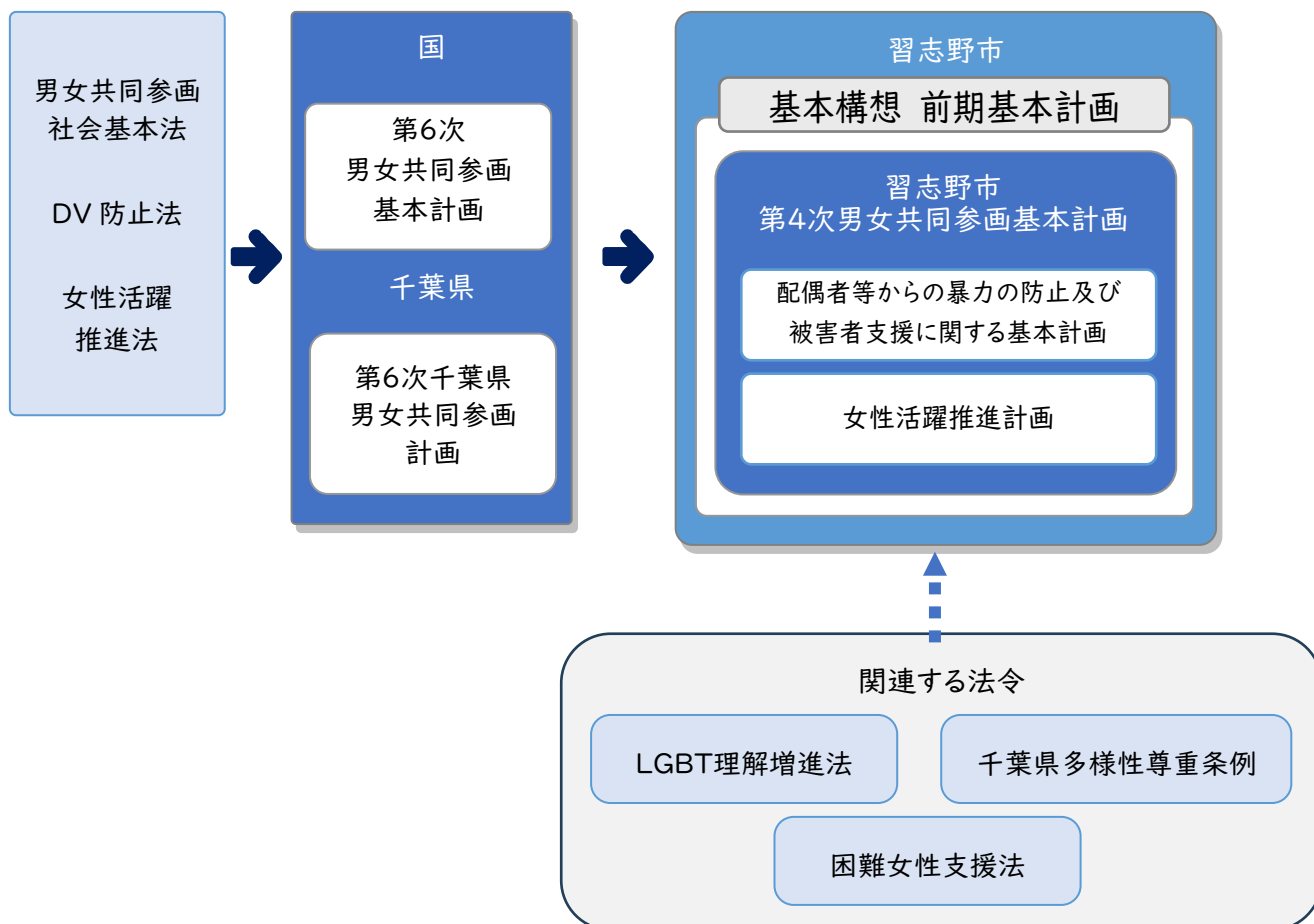 男女共同参画
社会基本法
DV 防止法
女性活躍
推進法
国
第6次
男女共同参画
基本計画
千葉県
第6次千葉県
男女共同参画
計画
習志野市
基本構想 前期基本計画
習志野市
第4次男女共同参画基本計画
配偶者等からの暴力の防止及び
被害者支援に関する基本計画
女性活躍推進計画
関連する法令
LGBT理解増進法
千葉県多様性尊重条例
困難女性支援法